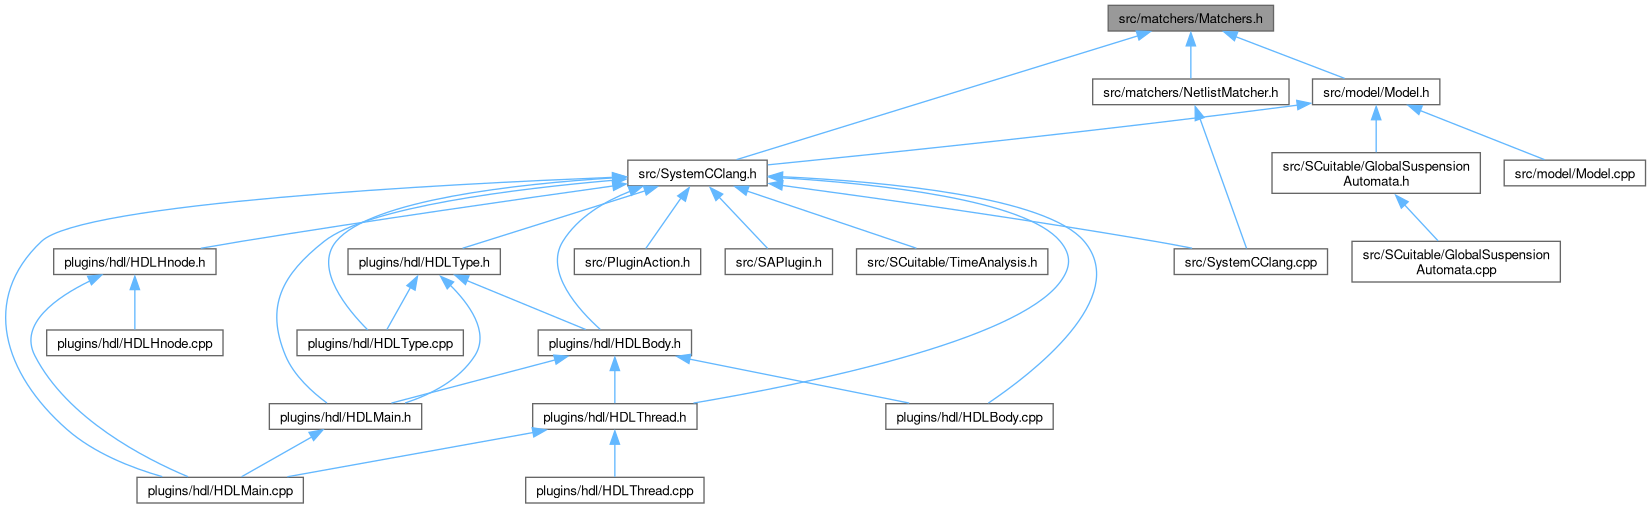 src/matchers/Matchers.h
src/matchers/NetlistMatcher.h
src/model/Model.h
src/SystemCClang.h
src/SCuitable/GlobalSuspension
Automata.h
src/model/Model.cpp
plugins/hdl/HDLHnode.h
plugins/hdl/HDLType.h
src/PluginAction.h
src/SAPlugin.h
src/SCuitable/TimeAnalysis.h
src/SystemCClang.cpp
src/SCuitable/GlobalSuspension
Automata.cpp
plugins/hdl/HDLHnode.cpp
plugins/hdl/HDLType.cpp
plugins/hdl/HDLBody.h
plugins/hdl/HDLMain.h
plugins/hdl/HDLThread.h
plugins/hdl/HDLBody.cpp
plugins/hdl/HDLMain.cpp
plugins/hdl/HDLThread.cpp